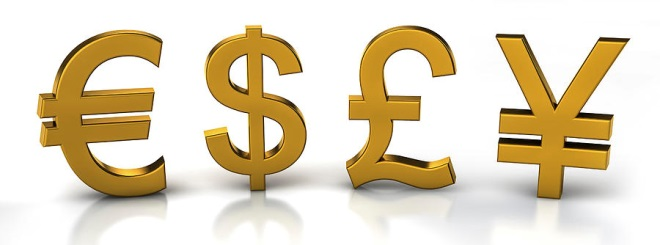 € $ £ ¥